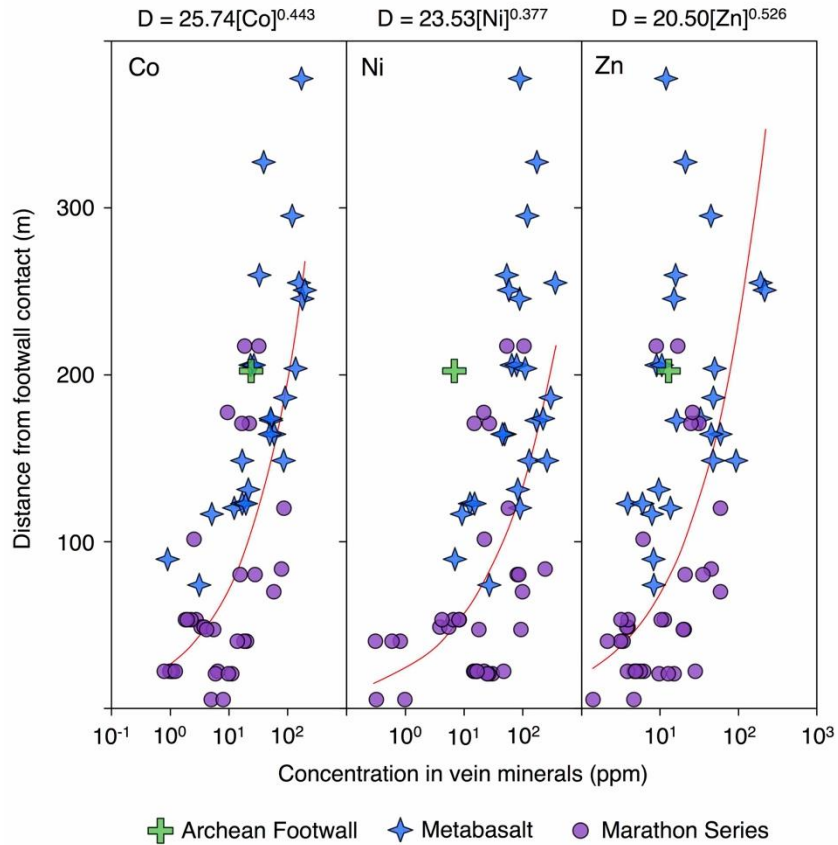 D = 25.74[Co]^0.443 D = 23.53[Ni]^0.377 D = 20.50[Zn]^0.526
Co Ni Zn
Distance from footwall contact (m)
300
200
100
10^-1 10^0 10^1 10^2 10^0 10^1 10^2 10^1 10^2 10^3
Concentration in vein minerals (ppm)
Archean Footwall Metabasalt Marathon Series